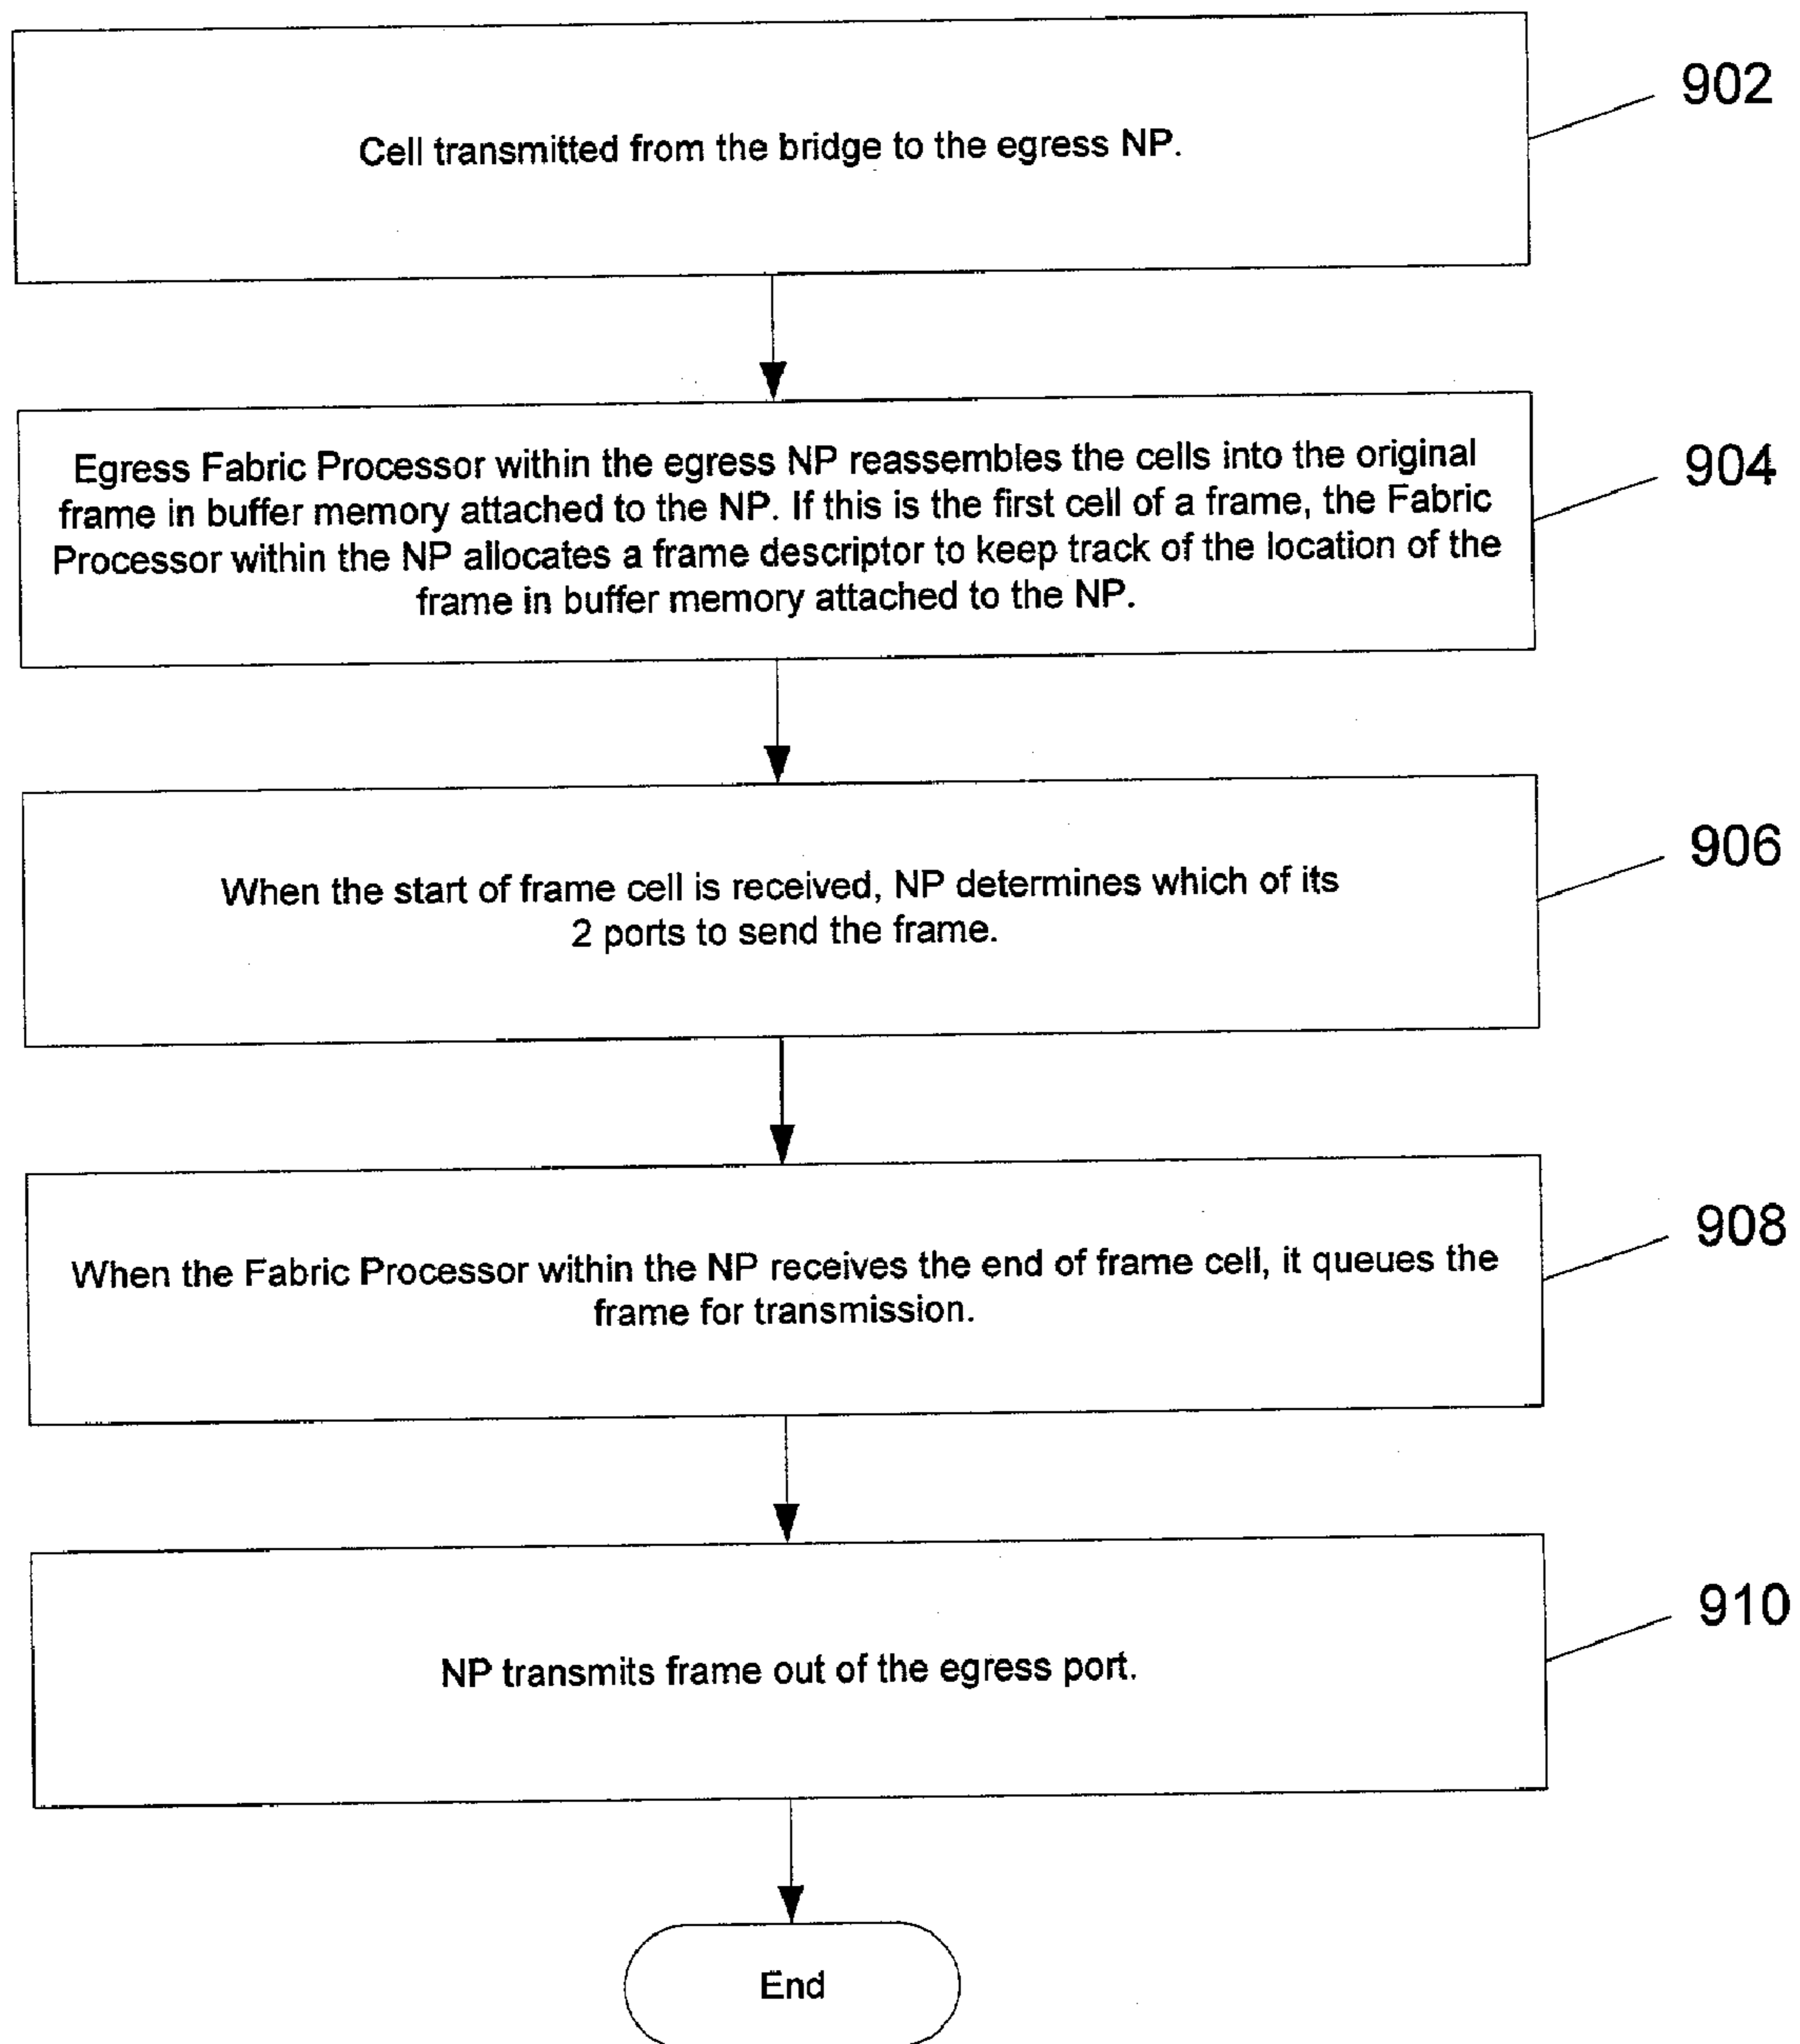 902
Cell transmitted from the bridge to the egress NP.
904
Egress Fabric Processor within the egress NP reassembles the cells into the original
frame in buffer memory attached to the NP. If this is the first cell of a frame, the Fabric
Processor within the NP allocates a frame descriptor to keep track of the location of the
frame in buffer memory attached to the NP.
906
When the start of frame cell is received, NP determines which of its
2 ports to send the frame.
908
When the Fabric Processor within the NP receives the end of frame cell, it queues the
frame for transmission.
910
NP transmits frame out of the egress port.
End